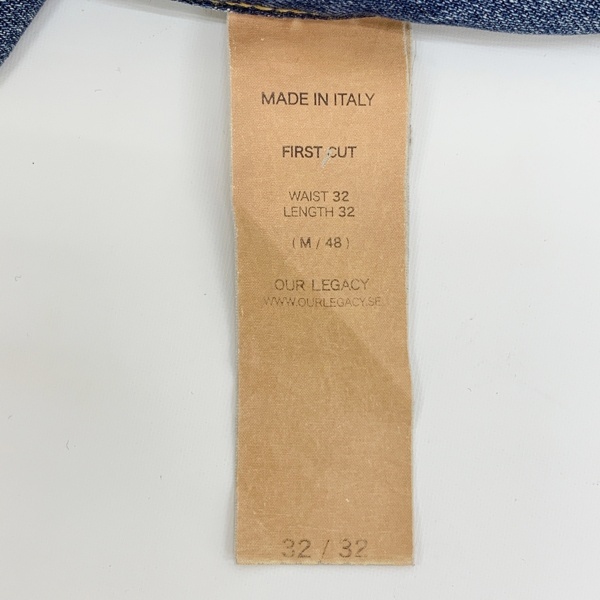 MADE IN ITALY
FIRST CUT
WAIST 32
LENGTH 32
( M / 48 )
OUR LEGACY
WWW.OURLEGACY.SE
32 / 32